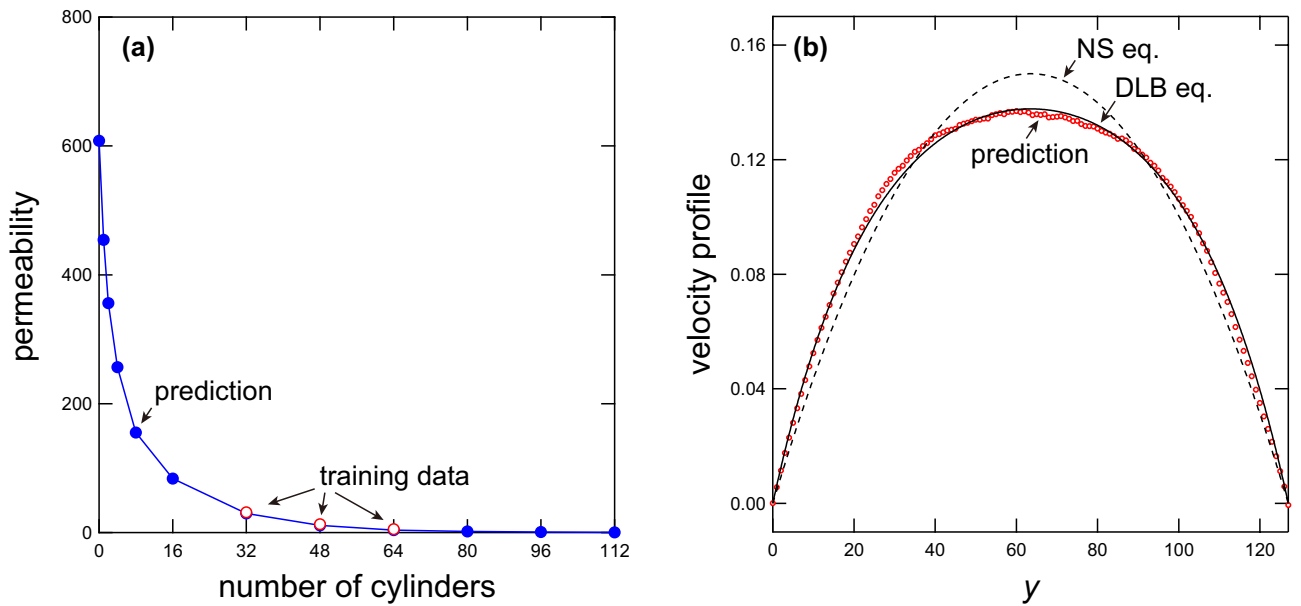 (a)
800
600
400
200
0
permeability
prediction
training data
0 16 32 48 64 80 96 112
number of cylinders
(b)
0.16
0.12
0.08
0.04
0.00
velocity profile
NS eq.
DLB eq.
prediction
0 20 40 60 80 100 120
y